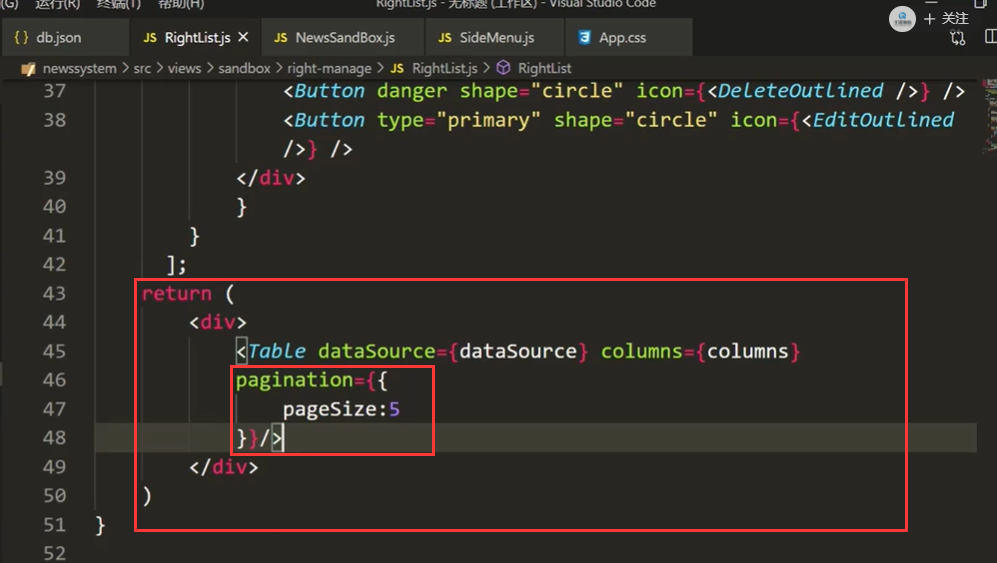 (G) 运行(R) 终端(T) 帮助(H) RightList.js - 无标题 (工作区) - Visual Studio Code
关注
{ } db.json JS RightList.js × JS NewsSandBox.js JS SideMenu.js App.css
newssystem > src > views > sandbox > right-manage > JS RightList.js > RightList
37 <Button danger shape="circle" icon={<DeleteOutlined />} />
38 <Button type="primary" shape="circle" icon={<EditOutlined
/>} />
39 </div>
40 }
41 }
42 ];
43 return (
44 <div>
45 <Table dataSource={dataSource} columns={columns}
46 pagination={{
47 pageSize:5
48 }}/>
49 </div>
50 )
51 }
52